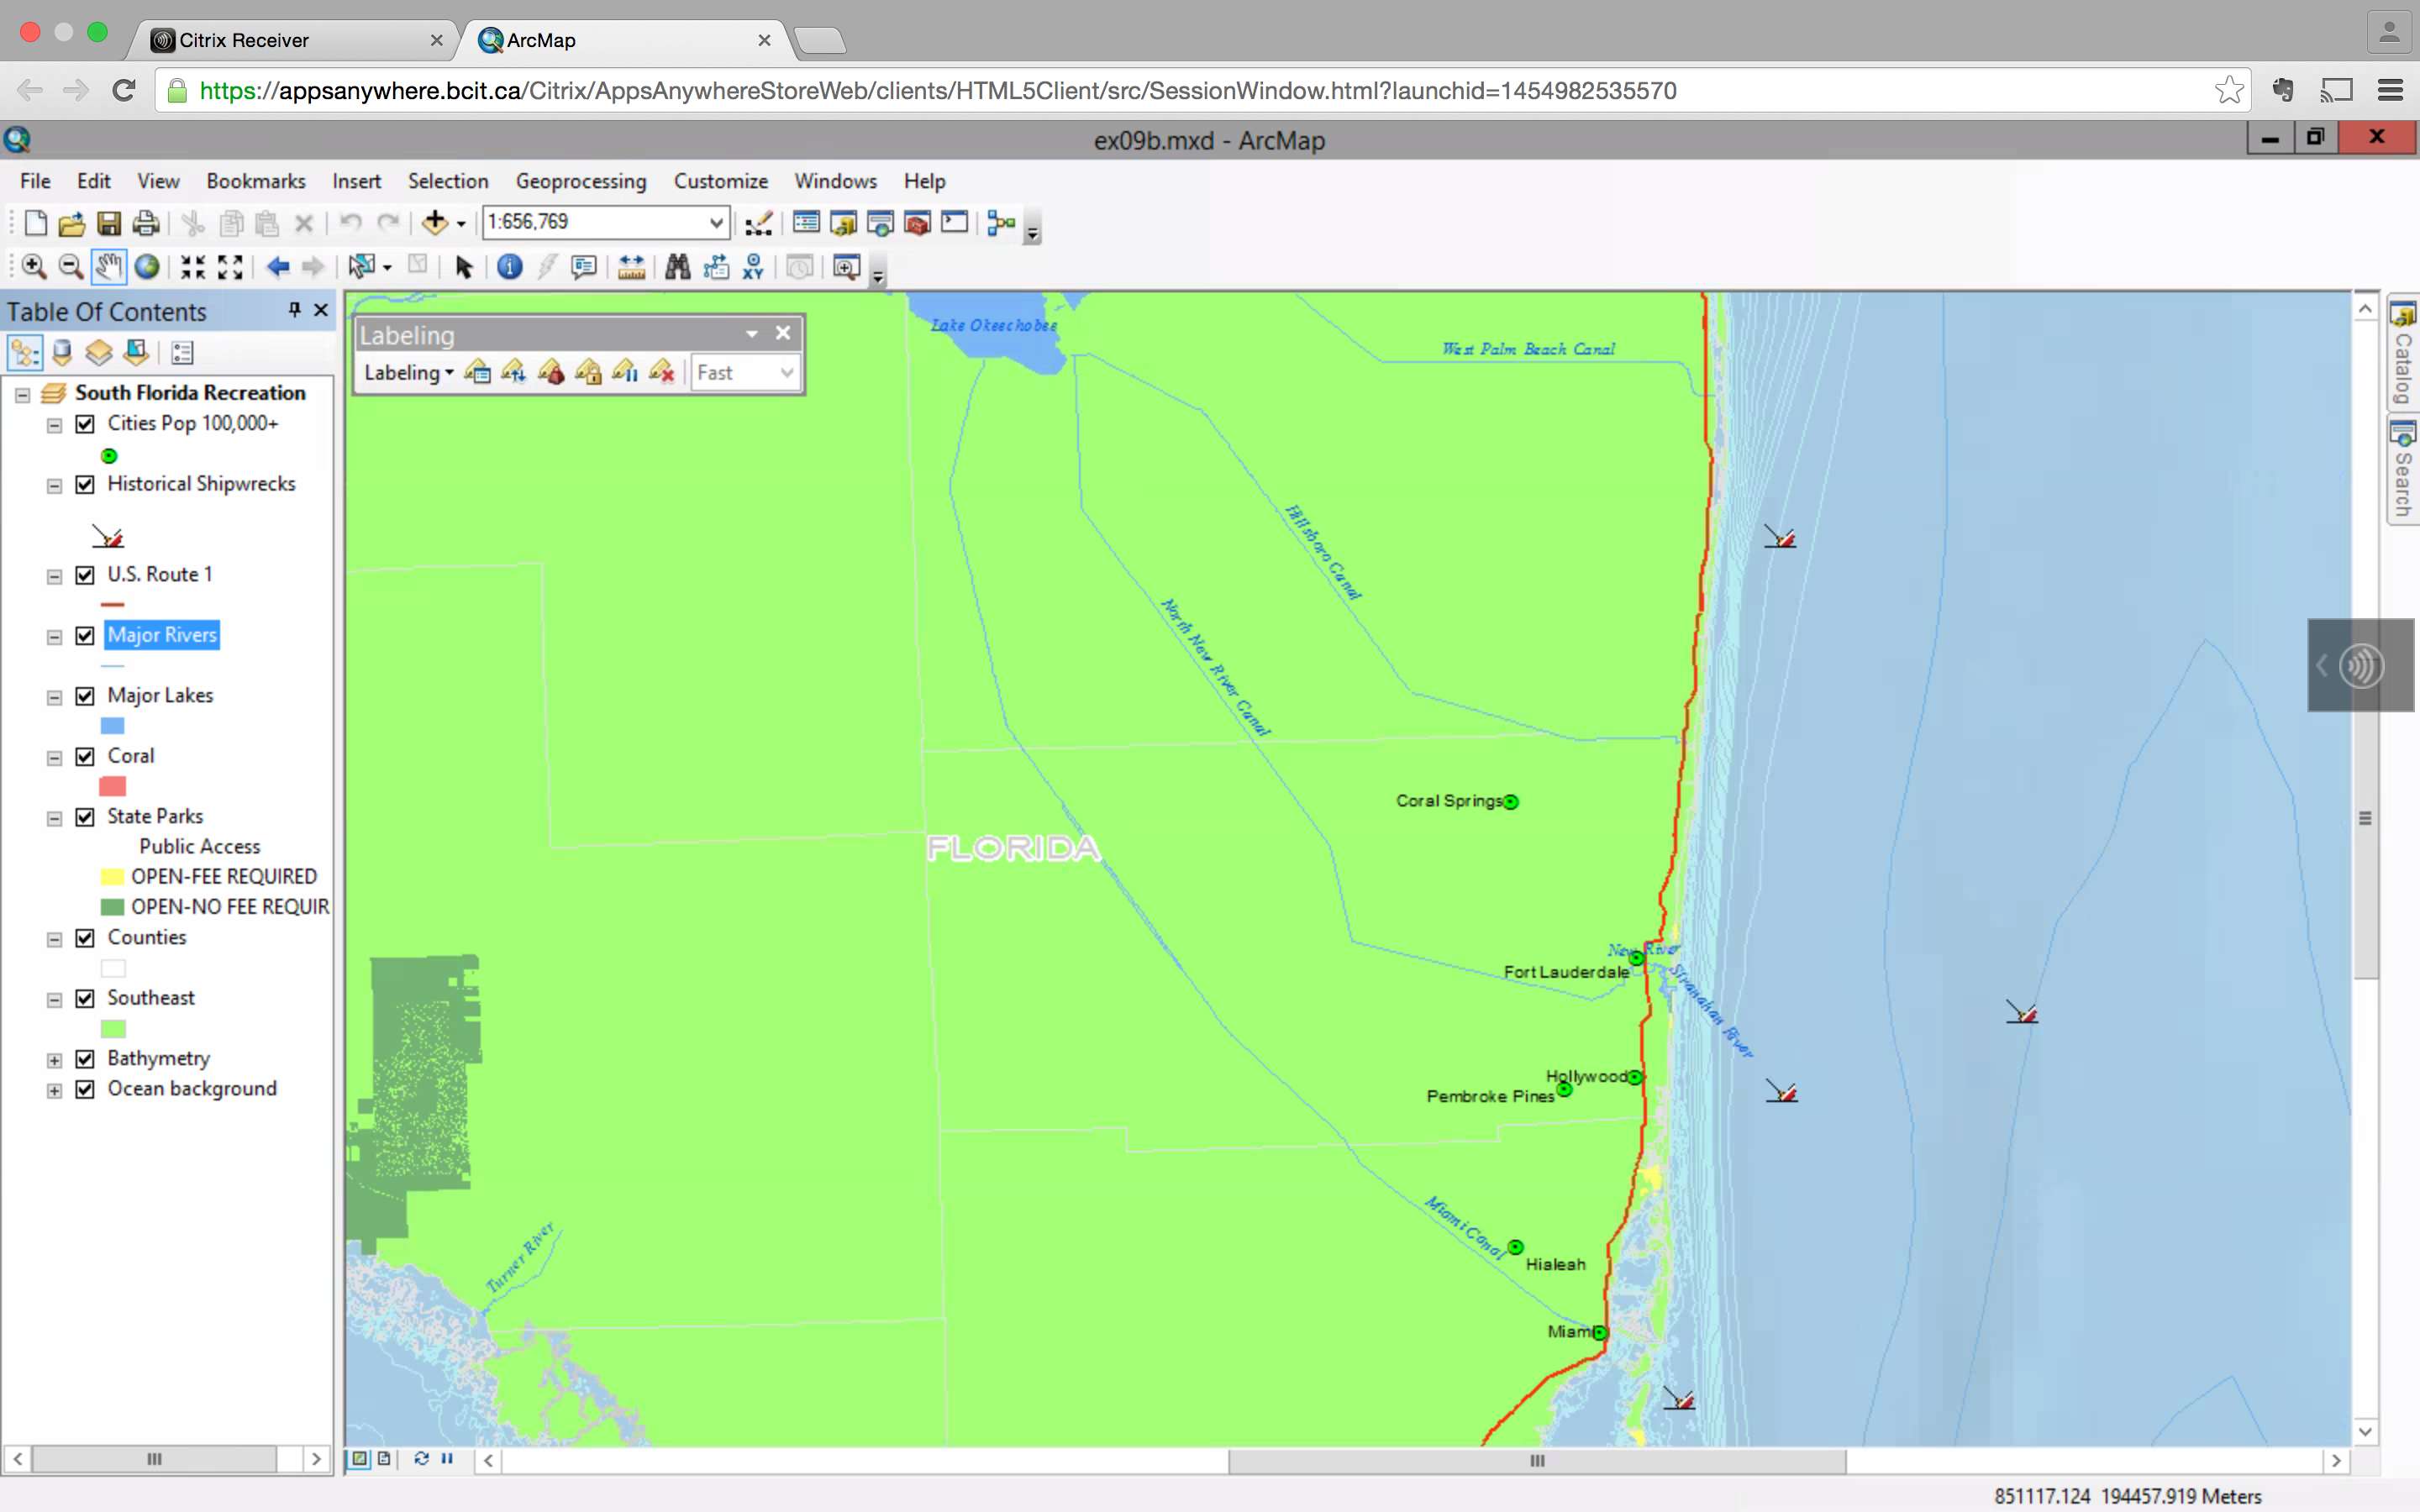 Citrix Receiver
ArcMap
https://appsanywhere.bcit.ca/Citrix/AppsAnywhereStoreWeb/clients/HTML5Client/src/SessionWindow.html?launchid=1454982535570
ex09b.mxd - ArcMap
File Edit View Bookmarks Insert Selection Geoprocessing Customize Windows Help
1:656,769
XY
Table Of Contents
South Florida Recreation
Cities Pop 100,000+
Historical Shipwrecks
U.S. Route 1
Major Rivers
Major Lakes
Coral
State Parks
Public Access
OPEN-FEE REQUIRED
OPEN-NO FEE REQUIR
Counties
Southeast
Bathymetry
Ocean background
Labeling
Labeling
Fast
Lake Okeechobee
West Palm Beach Canal
Hillsboro Canal
North New River Canal
Coral Springs
FLORIDA
New River
Fort Lauderdale
Stranahan River
Hollywood
Pembroke Pines
Miami Canal
Hialeah
Turner River
Miami
Catalog
Search
851117.124 194457.919 Meters